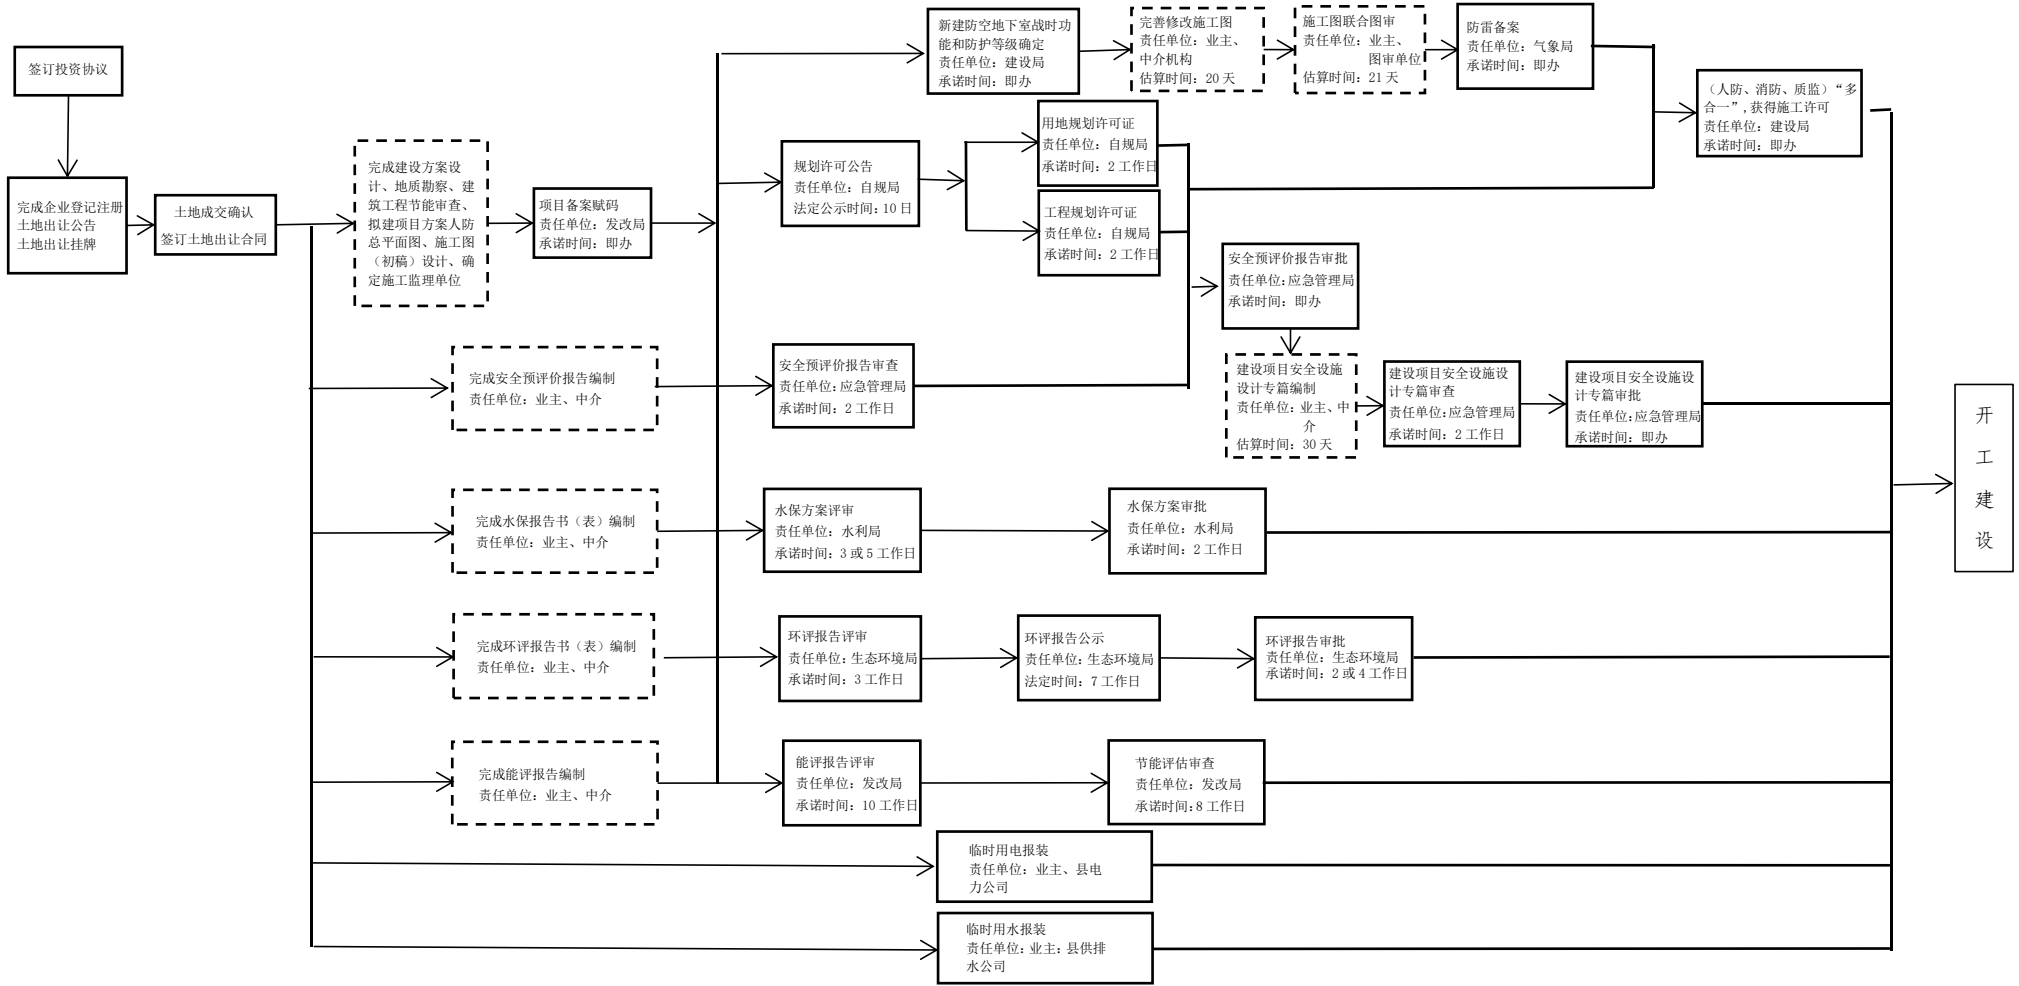 签订投资协议
完成企业登记注册
土地出让公告
土地出让挂牌
土地成交确认
签订土地出让合同
完成建设方案设
计、地质勘察、建
筑工程节能审查、
拟建项目方案人防
总平面图、施工图
（初稿）设计、确
定施工监理单位
项目备案赋码
责任单位：发改局
承诺时间：即办
新建防空地下室战时功
能和防护等级确定
责任单位：建设局
承诺时间：即办
完善修改施工图
责任单位：业主、
中介机构
估算时间：20 天
施工图联合图审
责任单位：业主、
图审单位
估算时间：21 天
防雷备案
责任单位：气象局
承诺时间：即办
（人防、消防、质监）“多
合一”,获得施工许可
责任单位：建设局
承诺时间：即办
规划许可公告
责任单位：自规局
法定公示时间：10 日
用地规划许可证
责任单位：自规局
承诺时间：2 工作日
工程规划许可证
责任单位：自规局
承诺时间：2 工作日
安全预评价报告审批
责任单位：应急管理局
承诺时间：即办
完成安全预评价报告编制
责任单位：业主、中介
安全预评价报告审查
责任单位：应急管理局
承诺时间：2 工作日
建设项目安全设施
设计专篇编制
责任单位：业主、中
介
估算时间：30 天
建设项目安全设施设
计专篇审查
责任单位：应急管理局
承诺时间：2 工作日
建设项目安全设施设
计专篇审批
责任单位：应急管理局
承诺时间：即办
开
工
建
设
完成水保报告书（表）编制
责任单位：业主、中介
水保方案评审
责任单位：水利局
承诺时间：3 或 5 工作日
水保方案审批
责任单位：水利局
承诺时间：2 工作日
完成环评报告书（表）编制
责任单位：业主、中介
环评报告评审
责任单位：生态环境局
承诺时间：3 工作日
环评报告公示
责任单位：生态环境局
法定时间：7 工作日
环评报告审批
责任单位：生态环境局
承诺时间：2 或 4 工作日
完成能评报告编制
责任单位：业主、中介
能评报告评审
责任单位：发改局
承诺时间：10 工作日
节能评估审查
责任单位：发改局
承诺时间:8 工作日
临时用电报装
责任单位：业主、县电
力公司
临时用水报装
责任单位：业主：县供排
水公司